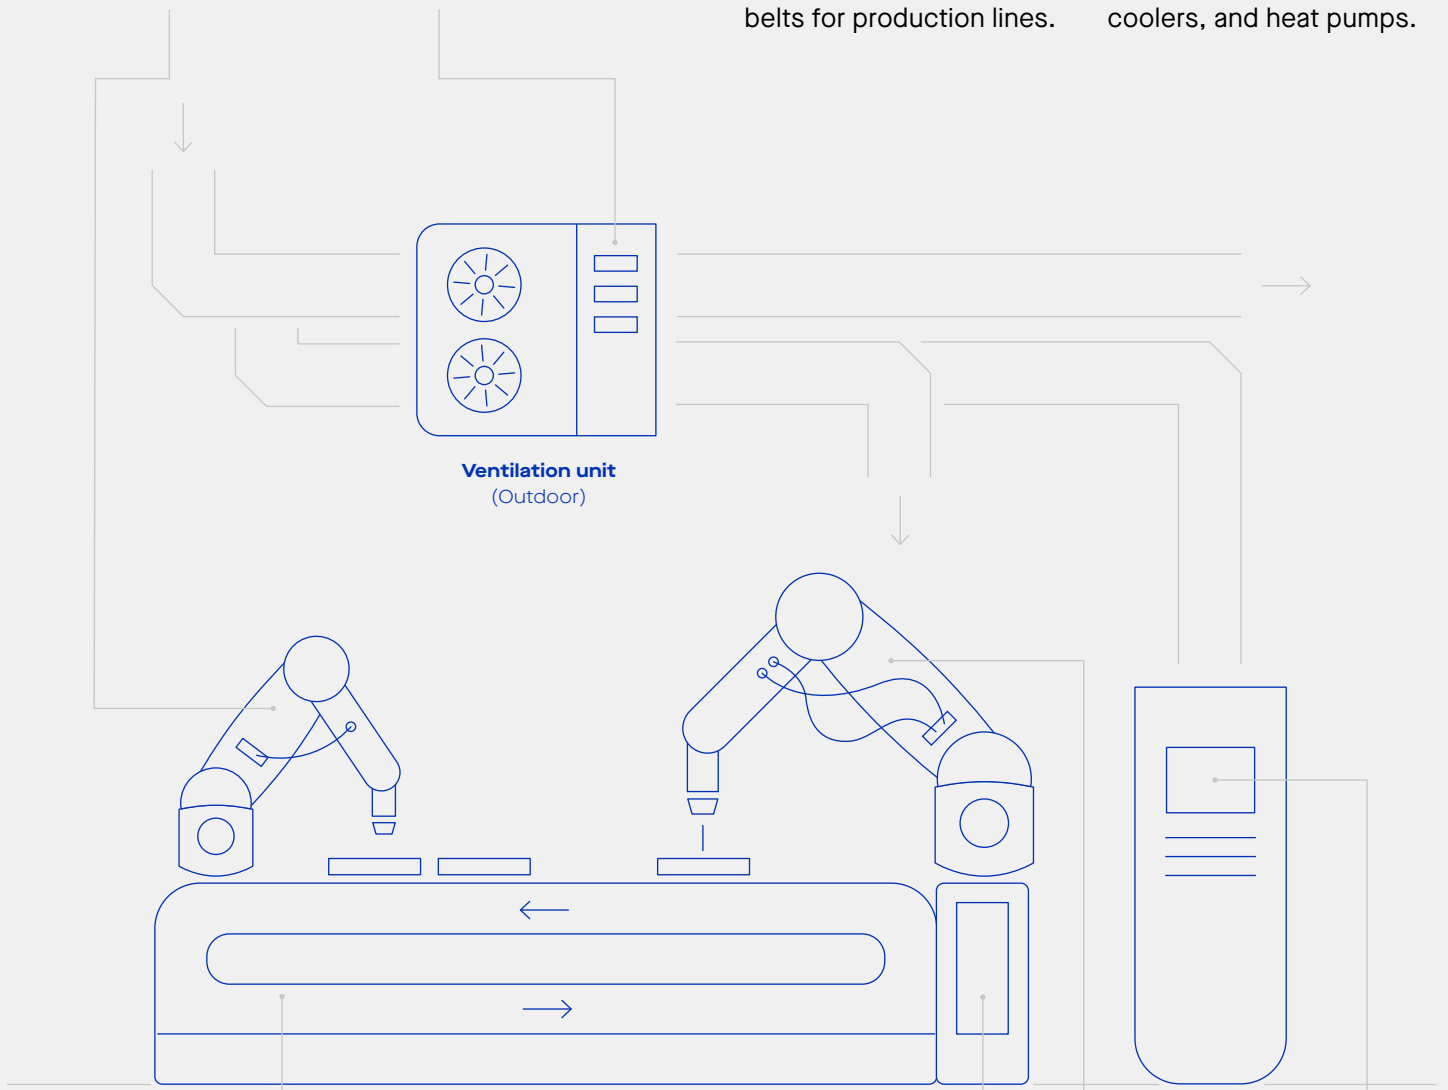 belts for production lines.
coolers, and heat pumps.
Ventilation unit
(Outdoor)